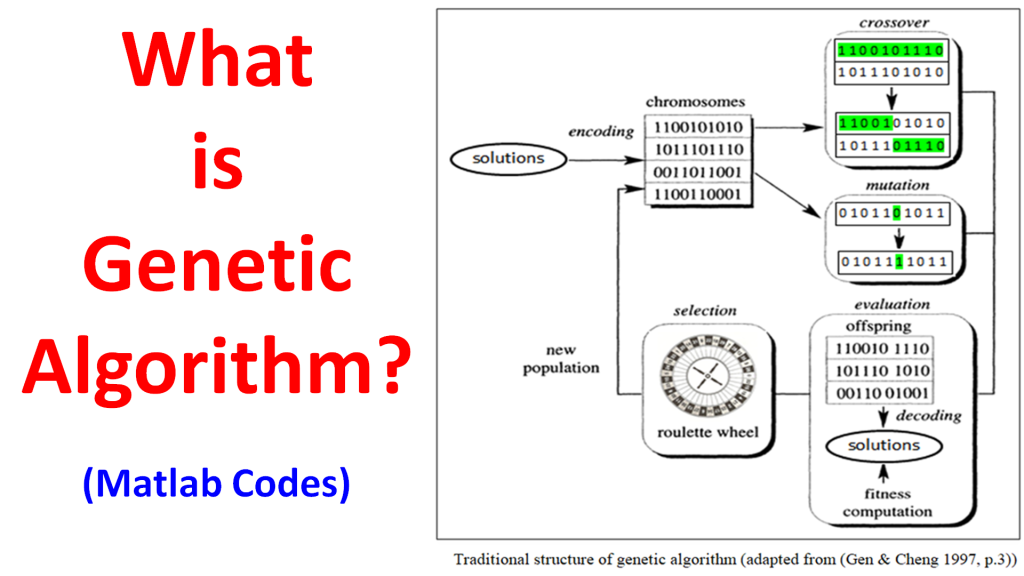 What
is
Genetic
Algorithm?
(Matlab Codes)
crossover
1100101110
1011101010
1100101010
1011101110
chromosomes
1100101010
1011101110
0011011001
1100110001
encoding
solutions
mutation
0101101011
0101111011
evaluation
offspring
110010 1110
101110 1010
00110 01001
decoding
solutions
fitness
computation
selection
roulette wheel
new
population
Traditional structure of genetic algorithm (adapted from (Gen & Cheng 1997, p.3))